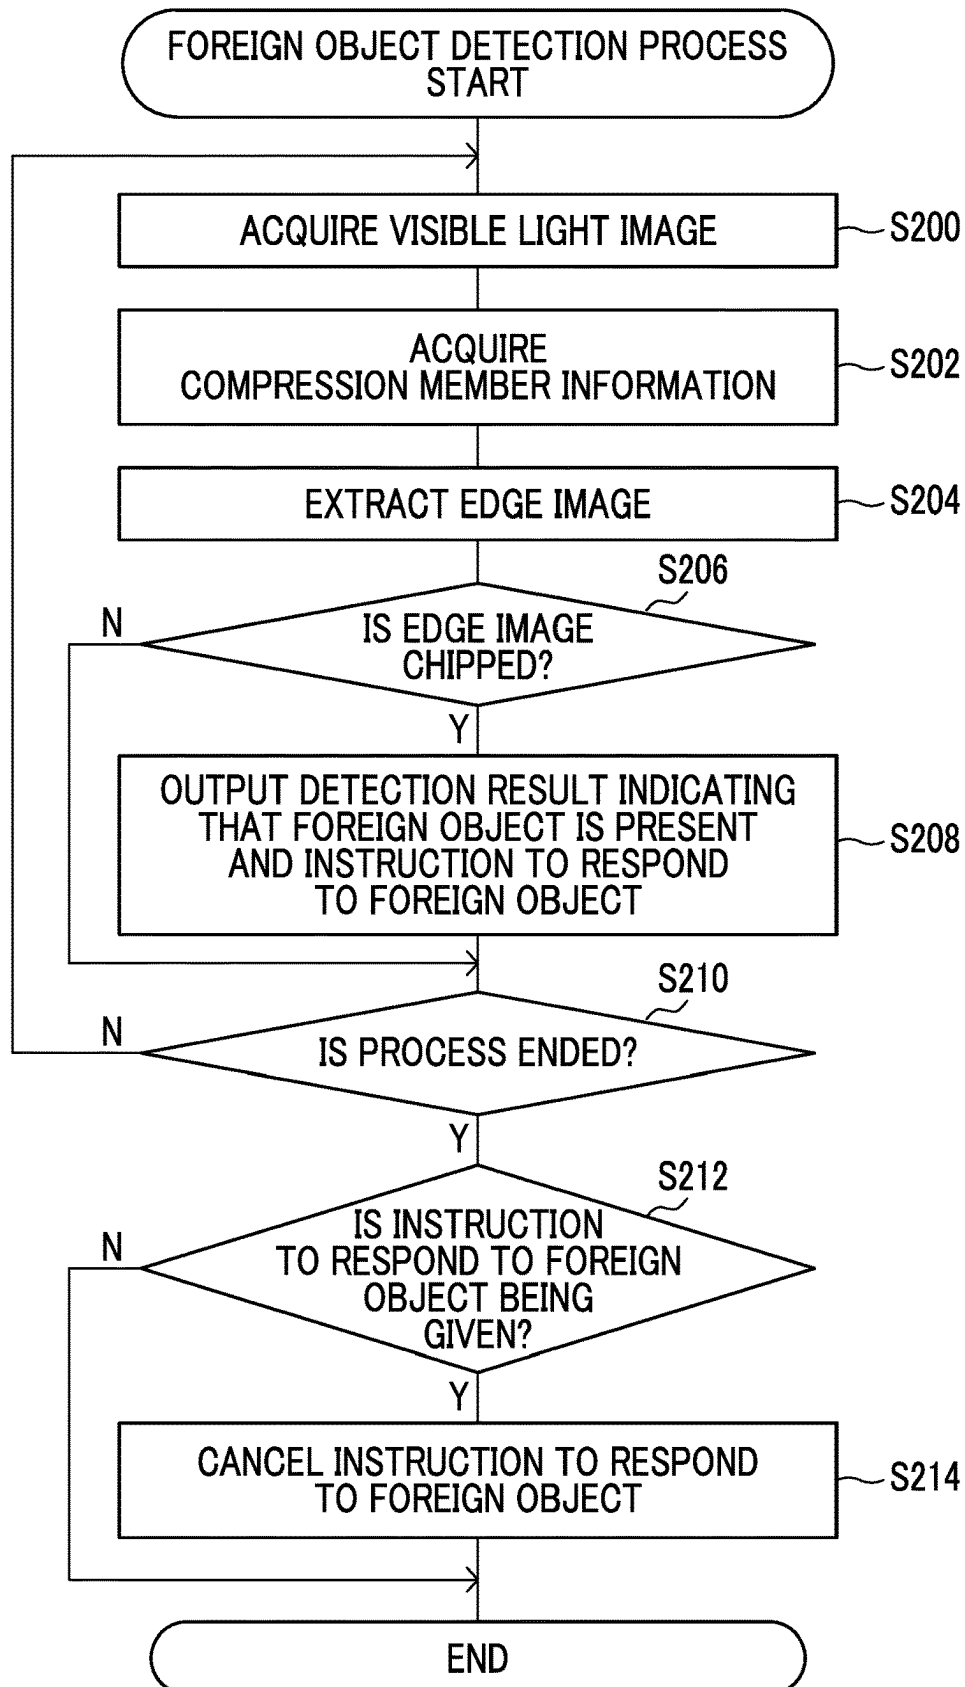 FOREIGN OBJECT DETECTION PROCESS
START
ACQUIRE VISIBLE LIGHT IMAGE
S200
ACQUIRE
COMPRESSION MEMBER INFORMATION
S202
EXTRACT EDGE IMAGE
S204
S206
N
IS EDGE IMAGE
CHIPPED?
Y
OUTPUT DETECTION RESULT INDICATING
THAT FOREIGN OBJECT IS PRESENT
AND INSTRUCTION TO RESPOND
TO FOREIGN OBJECT
S208
S210
N
IS PROCESS ENDED?
Y
S212
N
IS INSTRUCTION
TO RESPOND TO FOREIGN
OBJECT BEING
GIVEN?
Y
CANCEL INSTRUCTION TO RESPOND
TO FOREIGN OBJECT
S214
END